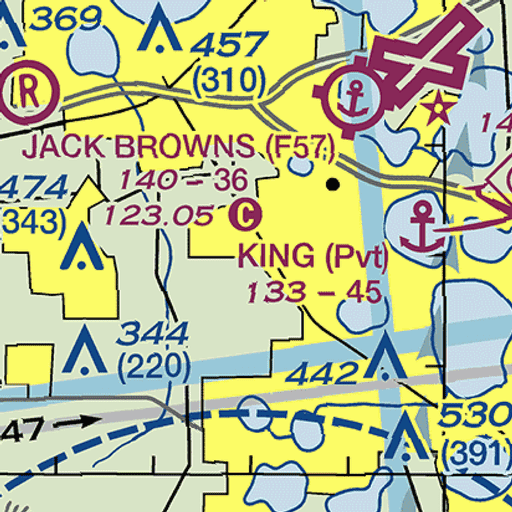 369
457
(310)
R
JACK BROWNS (F57)
140 – 36
123.05 C
474
(343)
14
KING (Pvt)
133 – 45
344
(220)
442
530
(391)
47